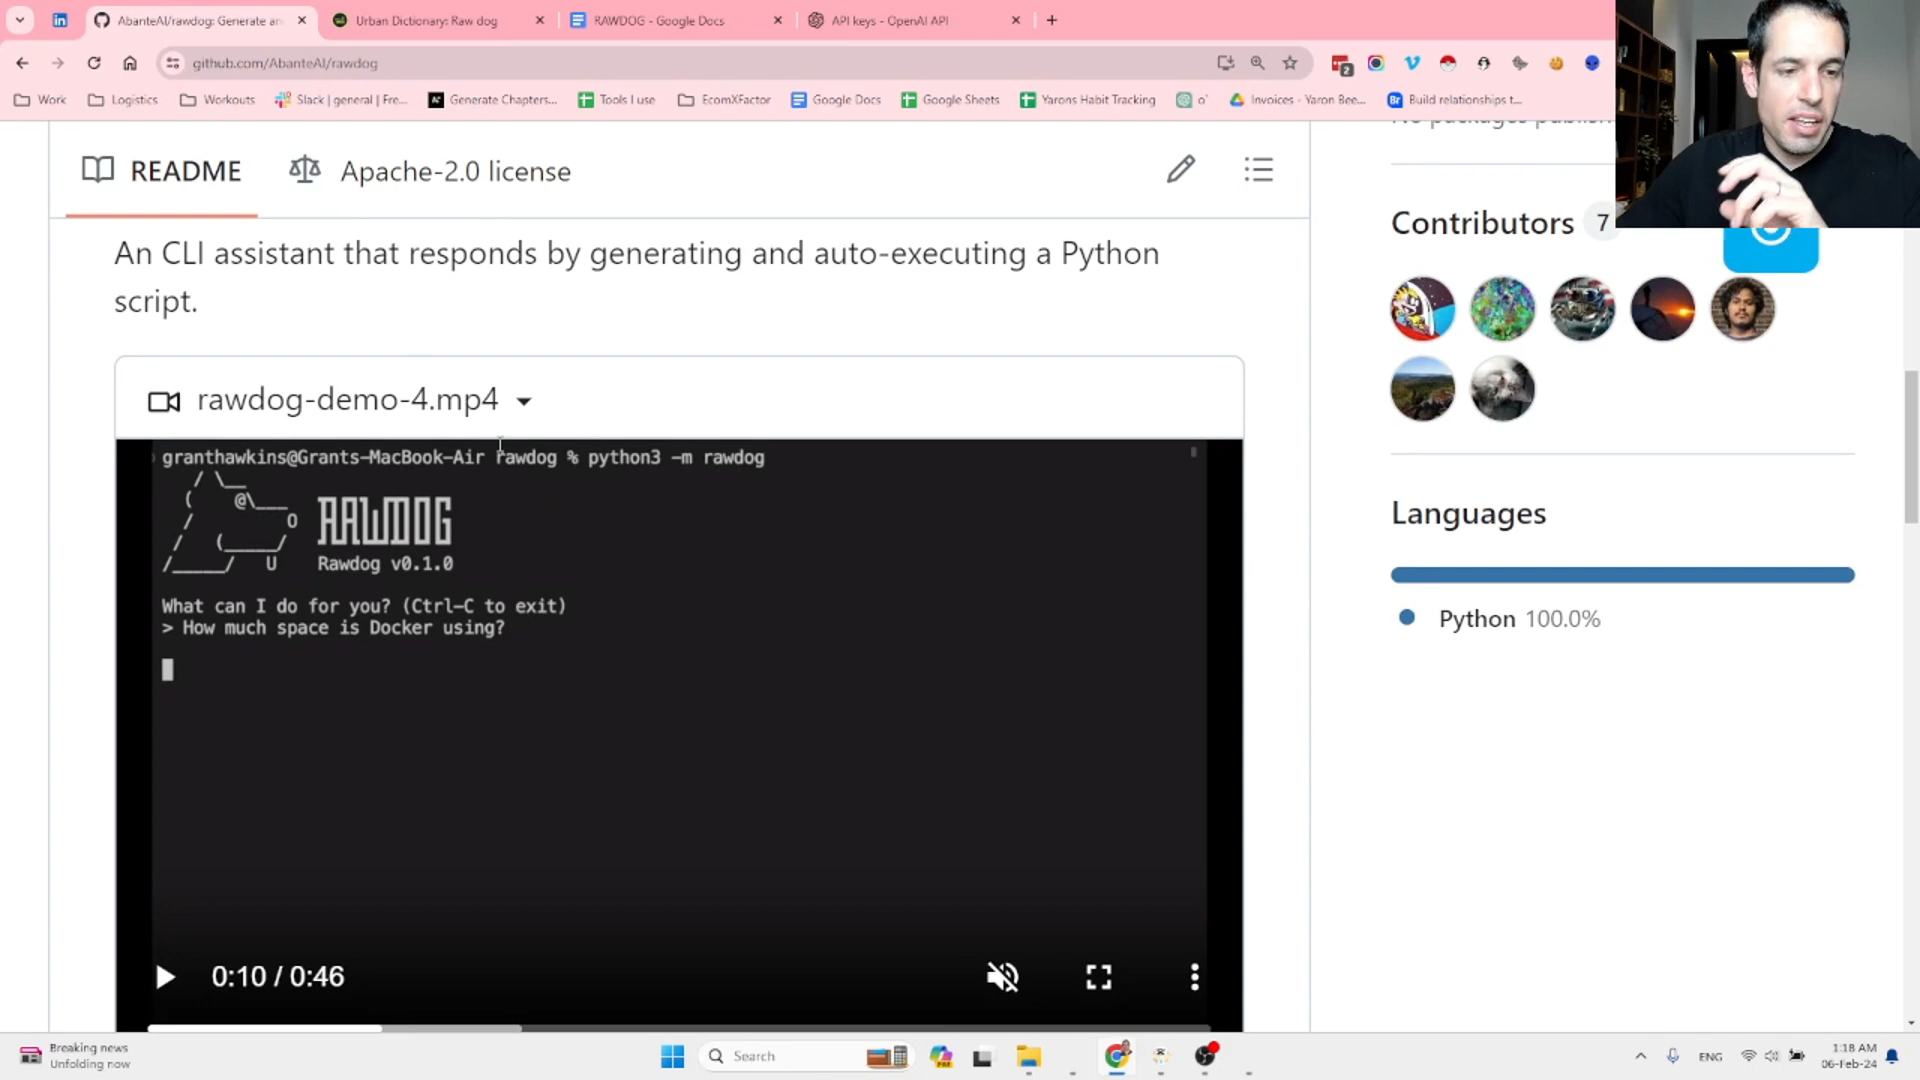 AbanteAI/rawdog: Generate an
Urban Dictionary: Raw dog
RAWDOG - Google Docs
API keys - OpenAI API
github.com/AbanteAI/rawdog
2
Work
Logistics
Workouts
Slack | general | Fre...
Generate Chapters...
Tools I use
EcomXFactor
Google Docs
Google Sheets
Yarons Habit Tracking
o'
Invoices - Yaron Bee...
Build relationships t...
README
Apache-2.0 license
An CLI assistant that responds by generating and auto-executing a Python
script.
rawdog-demo-4.mp4
granthawkins@Grants-MacBook-Air rawdog % python3 -m rawdog
RAWDOG
Rawdog v0.1.0
What can I do for you? (Ctrl-C to exit)
> How much space is Docker using?
0:10 / 0:46
Contributors 7
Languages
Python 100.0%
Breaking news
Unfolding now
Search
ENG
1:18 AM
06-Feb-24